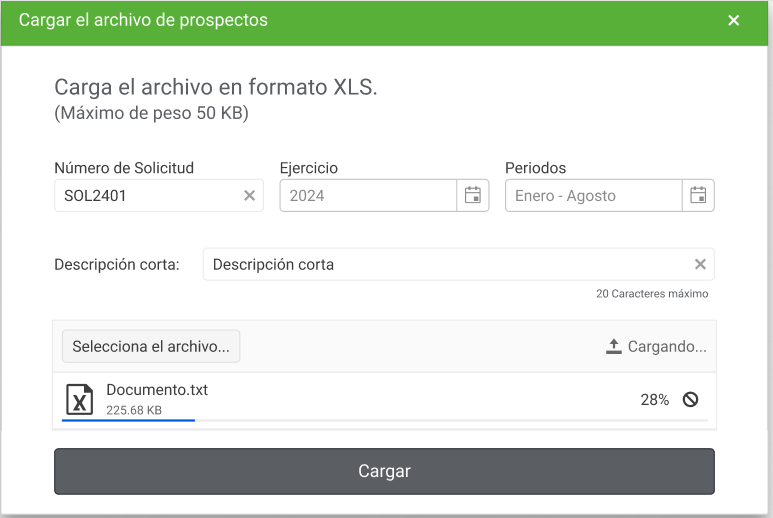 Cargar el archivo de prospectos
Carga el archivo en formato XLS.
(Máximo de peso 50 KB)
Número de Solicitud
Ejercicio
Periodos
SOL2401
2024
Enero - Agosto
Descripción corta:
Descripción corta
20 Caracteres máximo
Selecciona el archivo...
Cargando...
X
Documento.txt
225.68 KB
28%
Cargar